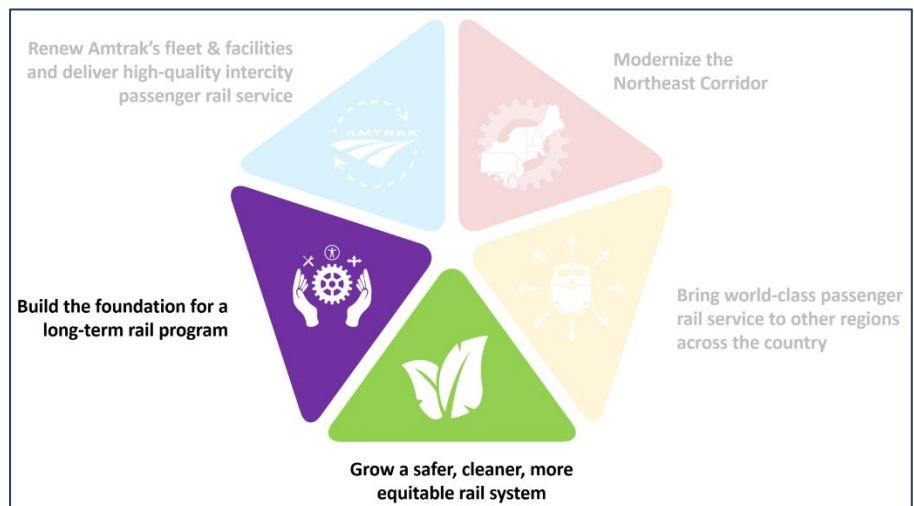 Renew Amtrak's fleet & facilities
and deliver high-quality intercity
passenger rail service
Modernize the
Northeast Corridor
AMTRAK
Build the foundation for a
long-term rail program
Bring world-class passenger
rail service to other regions
across the country
Grow a safer, cleaner, more
equitable rail system